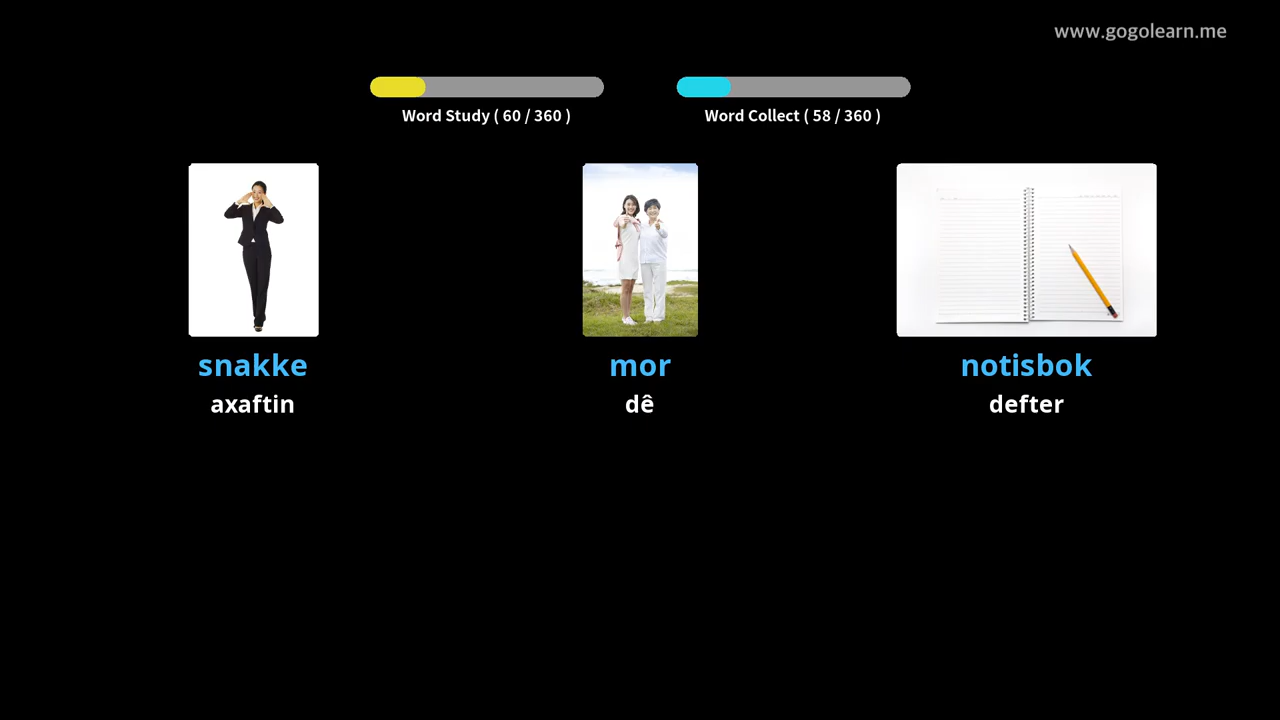 www.gogolearn.me
Word Study ( 60 / 360 )
Word Collect ( 58 / 360 )
snakke
axaftin
mor
dê
notisbok
defter